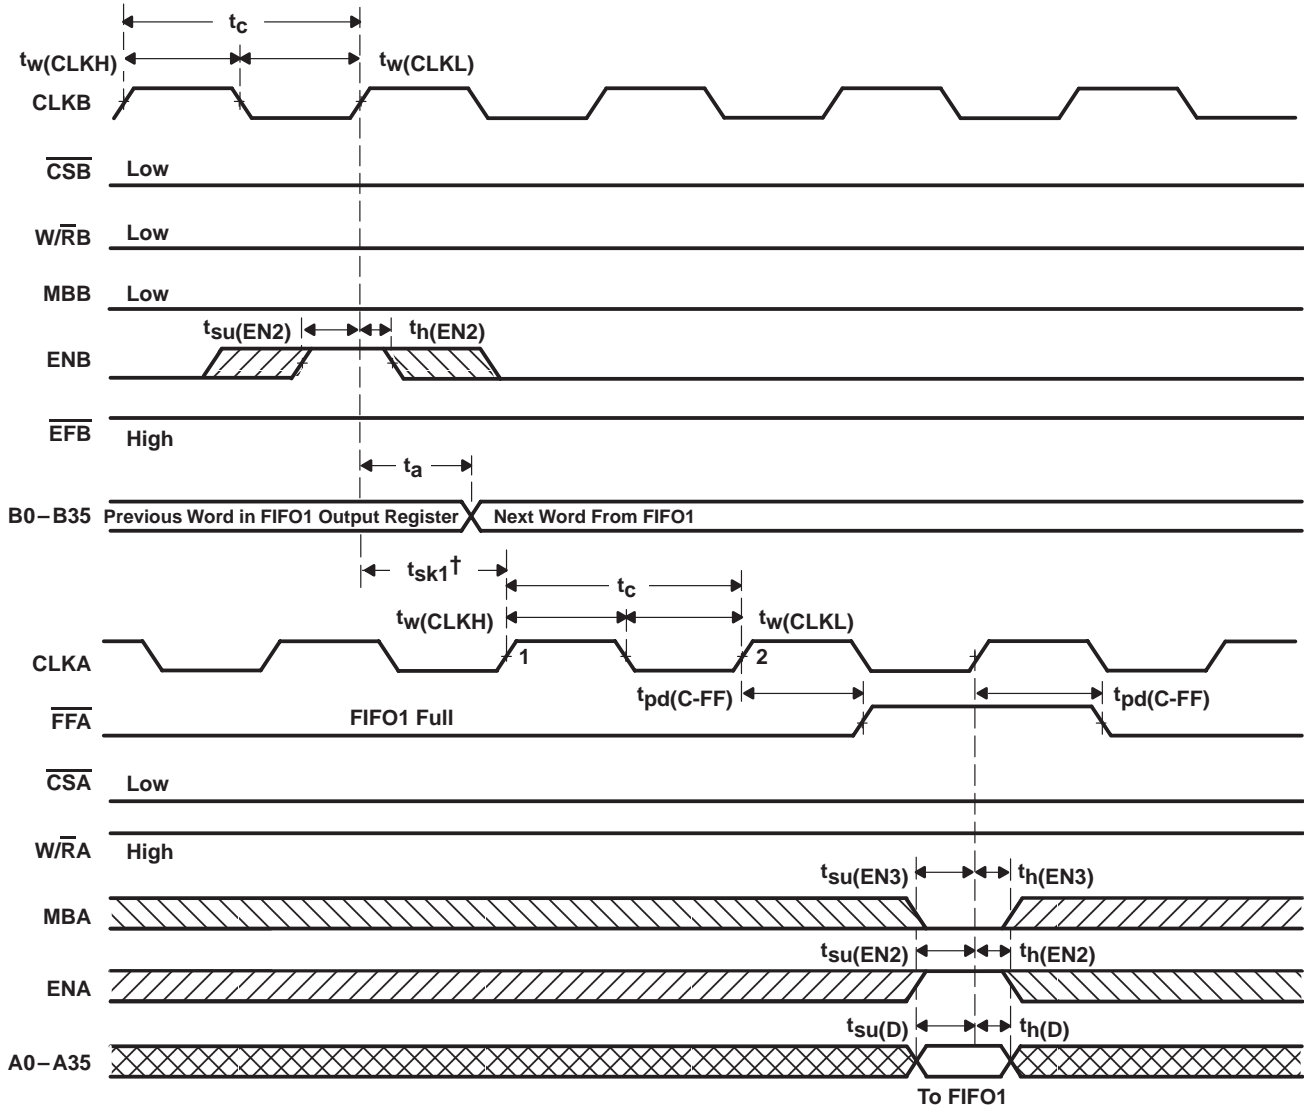 tc
tw(CLKH) tw(CLKL)
CLKB
CSB Low
W/RB Low
MBB Low
tsu(EN2) th(EN2)
ENB
EFB High
ta
B0–B35 Previous Word in FIFO1 Output Register Next Word From FIFO1
tsk1†
tc
tw(CLKH) tw(CLKL)
CLKA 1 2
tpd(C-FF) tpd(C-FF)
FFA FIFO1 Full
CSA Low
W/RA High
tsu(EN3) th(EN3)
MBA
tsu(EN2) th(EN2)
ENA
tsu(D) th(D)
A0–A35
To FIFO1